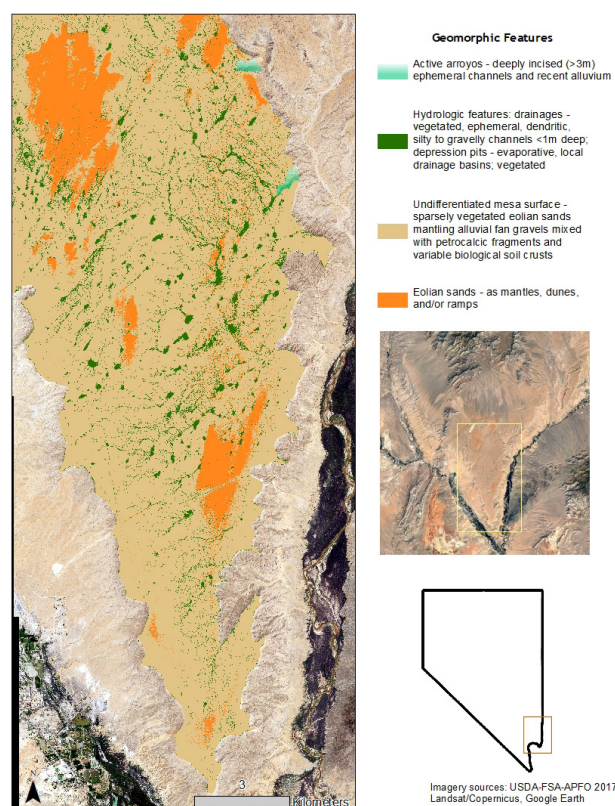 Geomorphic Features
Active arroyos - deeply incised (>3m)
ephemeral channels and recent alluvium
Hydrologic features: drainages -
vegetated, ephemeral, dendritic,
silty to gravelly channels <1m deep;
depression pits - evaporative, local
drainage basins; vegetated
Undifferentiated mesa surface -
sparsely vegetated eolian sands
mantling alluvial fan gravels mixed
with petrocalcic fragments and
variable biological soil crusts
Eolian sands - as mantles, dunes,
and/or ramps
3
Kilometers
Imagery sources: USDA-FSA-APFO 2017
Landsat/Copernicus, Google Earth